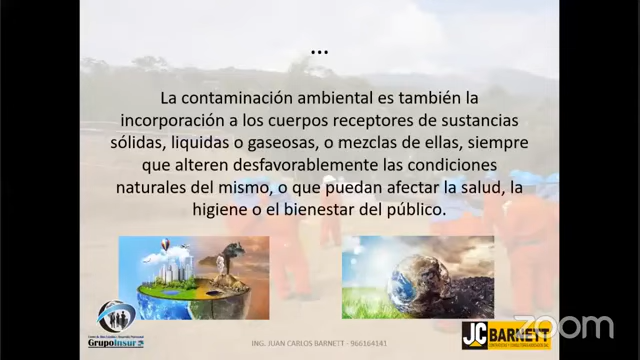 ...
La contaminación ambiental es también la
incorporación a los cuerpos receptores de sustancias
sólidas, liquidas o gaseosas, o mezclas de ellas, siempre
que alteren desfavorablemente las condiciones
naturales del mismo, o que puedan afectar la salud, la
higiene o el bienestar del público.
GrupoInsur
ING. JUAN CARLOS BARNETT - 966164141
JC BARNETT
zoom